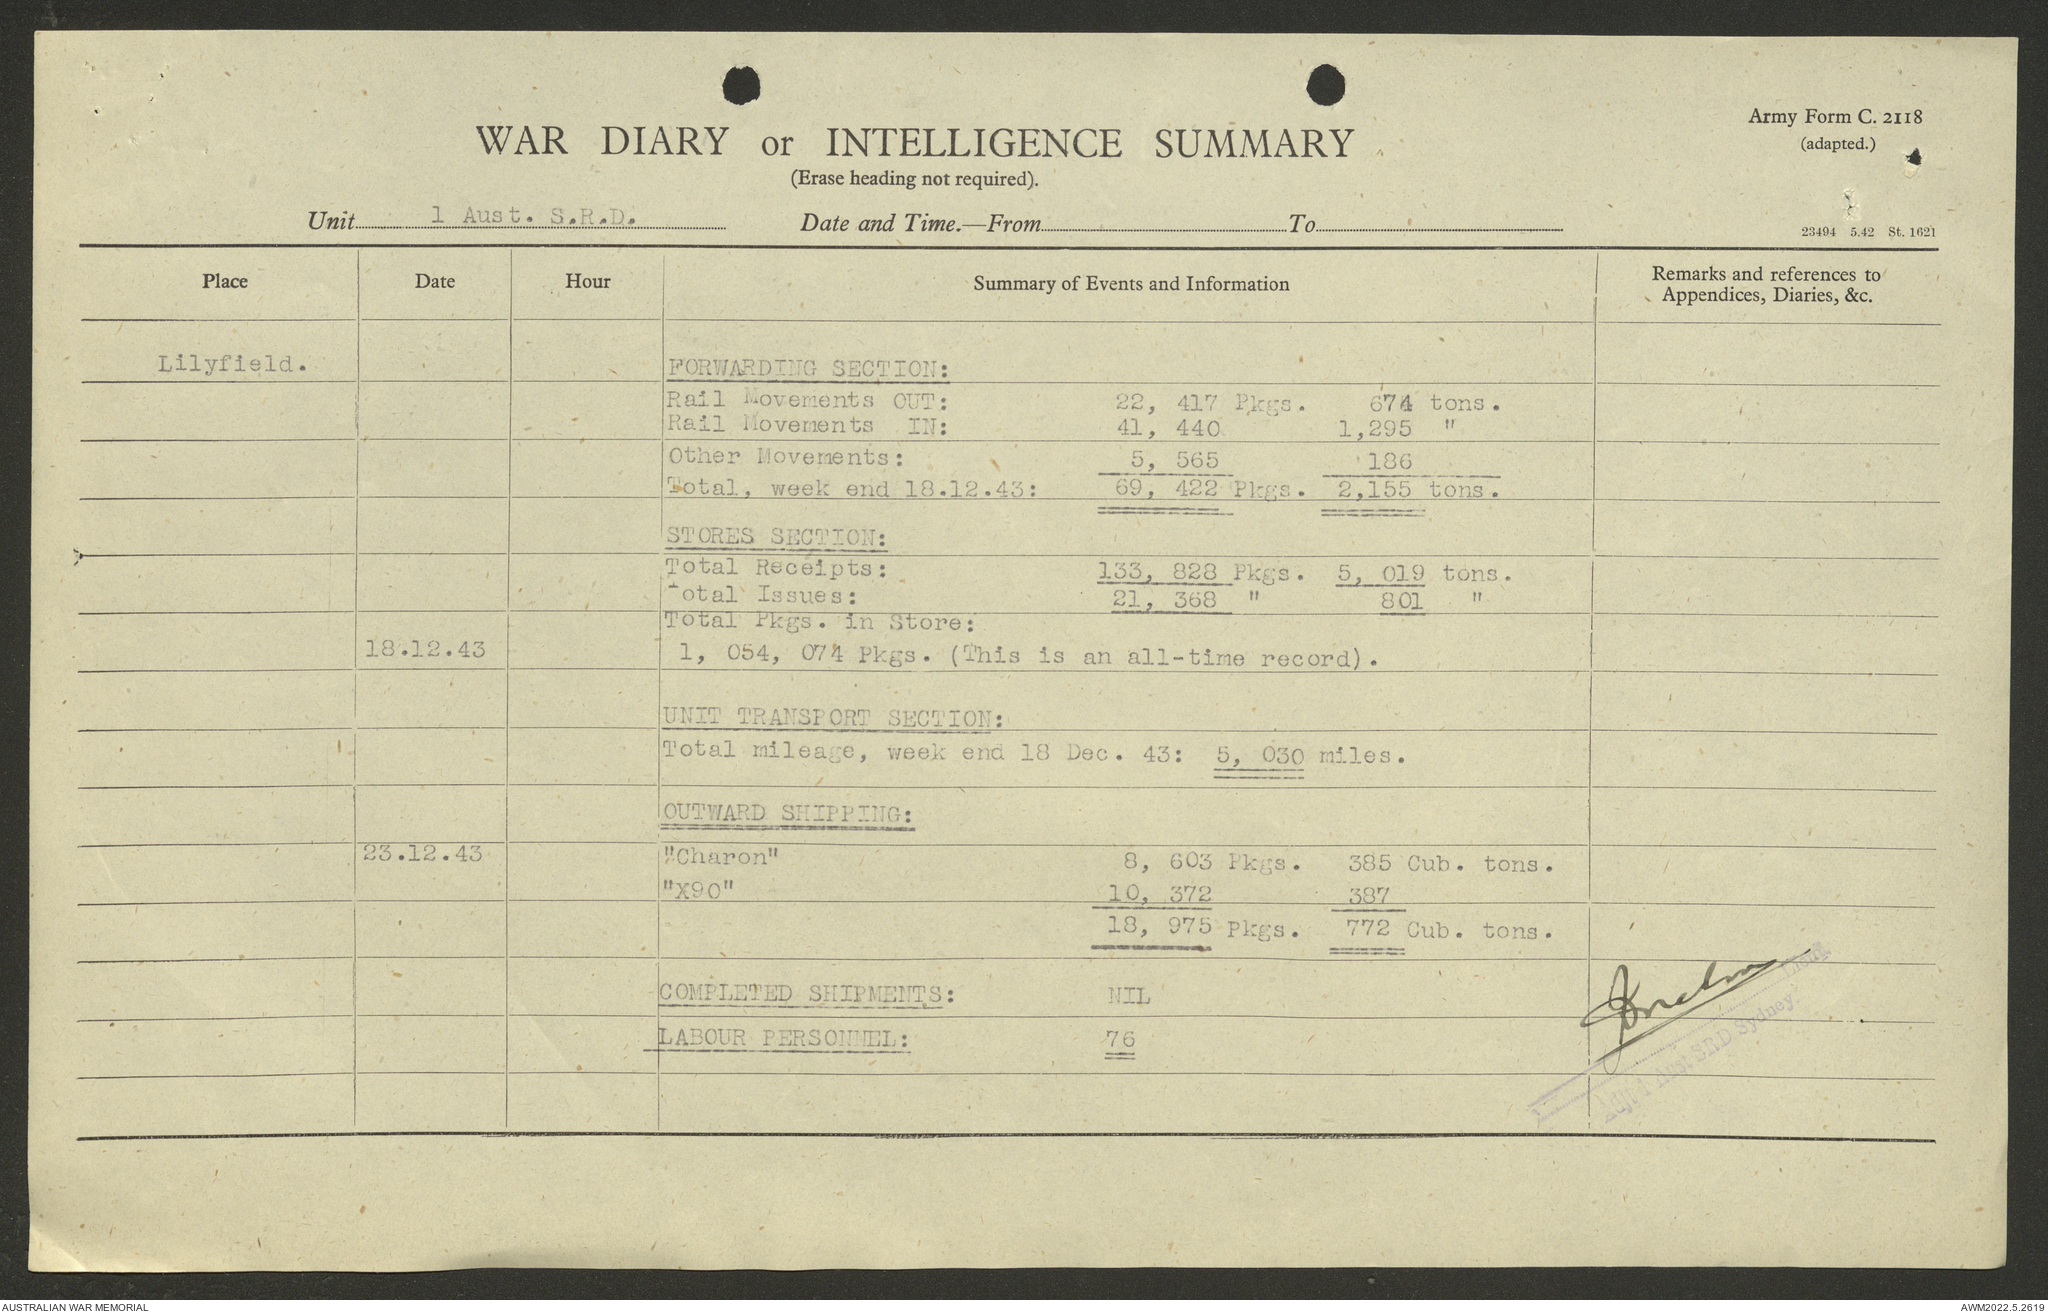 Army Form C. 2118
(adapted.)
WAR DIARY or INTELLIGENCE SUMMARY
(Erase heading not required).
Unit 1 Aust. S.R.D. Date and Time.—From To
23494 5.42 St. 1621
Place Date Hour Summary of Events and Information Remarks and references to
Appendices, Diaries, &c.
Lilyfield. FORWARDING SECTION:
Rail Movements OUT: 22, 417 Pkgs. 674 tons.
Rail Movements IN: 41, 440 1,295 "
Other Movements: 5, 565 186
Total, week end 18.12.43: 69, 422 Pkgs. 2,155 tons.
STORES SECTION:
Total Receipts: 133, 828 Pkgs. 5, 019 tons.
Total Issues: 21, 368 " 801 "
Total Pkgs. in Store:
18.12.43 1, 054, 074 Pkgs. (This is an all-time record).
UNIT TRANSPORT SECTION:
Total mileage, week end 18 Dec. 43: 5, 030 miles.
OUTWARD SHIPPING:
23.12.43 "Charon" 8, 603 Pkgs. 385 Cub. tons.
"X90" 10, 372 387
18, 975 Pkgs. 772 Cub. tons.
COMPLETED SHIPMENTS: NIL
LABOUR PERSONNEL: 76
Lieut
Adjt 1 Aust SRD Sydney.
AUSTRALIAN WAR MEMORIAL
AWM2022.5.2619